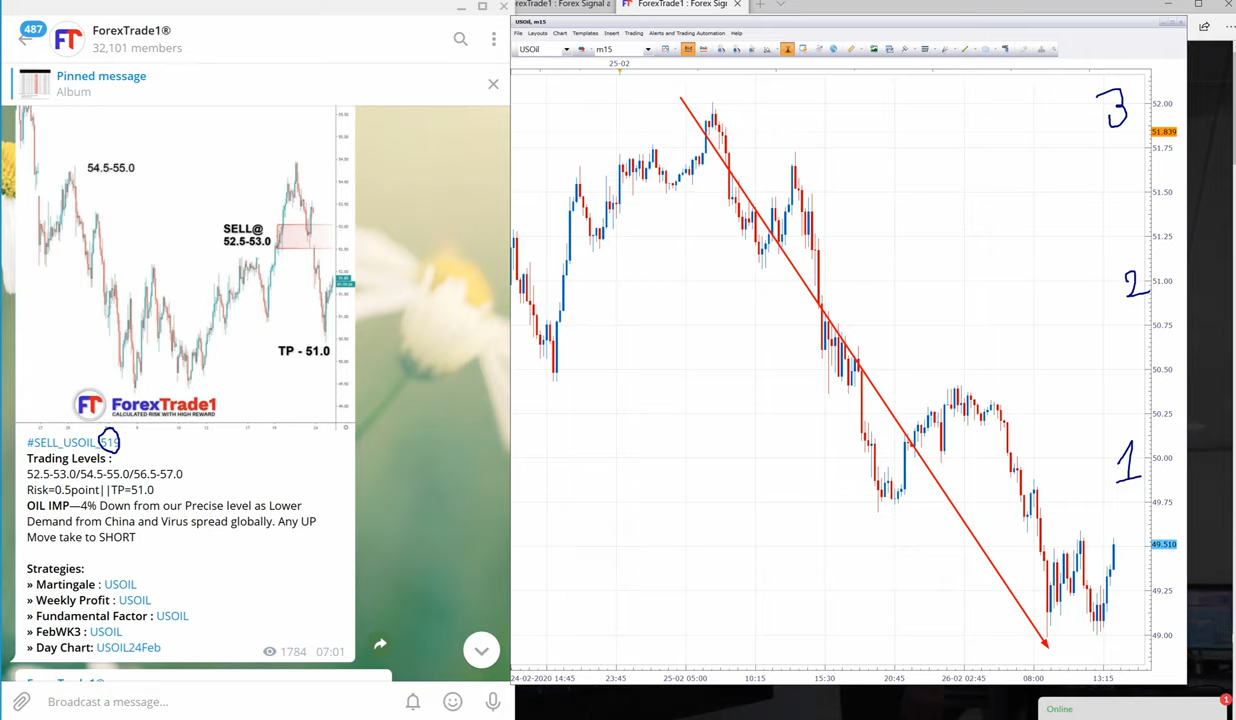 487
ForexTrade1®
32,101 members
Pinned message
Album
54.5-55.0
SELL@
52.5-53.0
TP - 51.0
FT ForexTrade1
CALCULATED RISK WITH HIGH REWARD
#SELL_USOIL_519
Trading Levels :
52.5-53.0/54.5-55.0/56.5-57.0
Risk=0.5point||TP=51.0
OIL IMP—4% Down from our Precise level as Lower
Demand from China and Virus spread globally. Any UP
Move take to SHORT
Strategies:
» Martingale : USOIL
» Weekly Profit : USOIL
» Fundamental Factor : USOIL
» FebWK3 : USOIL
» Day Chart: USOIL24Feb
1784 07:01
Broadcast a message...
ForexTrade1 : Forex Sig
USOil, m15
File Layouts Chart Templates Insert Trading Alerts and Trading Automation Help
USOil m15
25-02
52.00
51.839
51.75
51.50
51.25
51.00
50.75
50.50
50.25
50.00
49.75
49.510
49.25
49.00
3
2
1
24-02-2020 14:45 23:45 25-02 05:00 10:15 15:30 20:45 26-02 02:45 08:00 13:15
Online
1